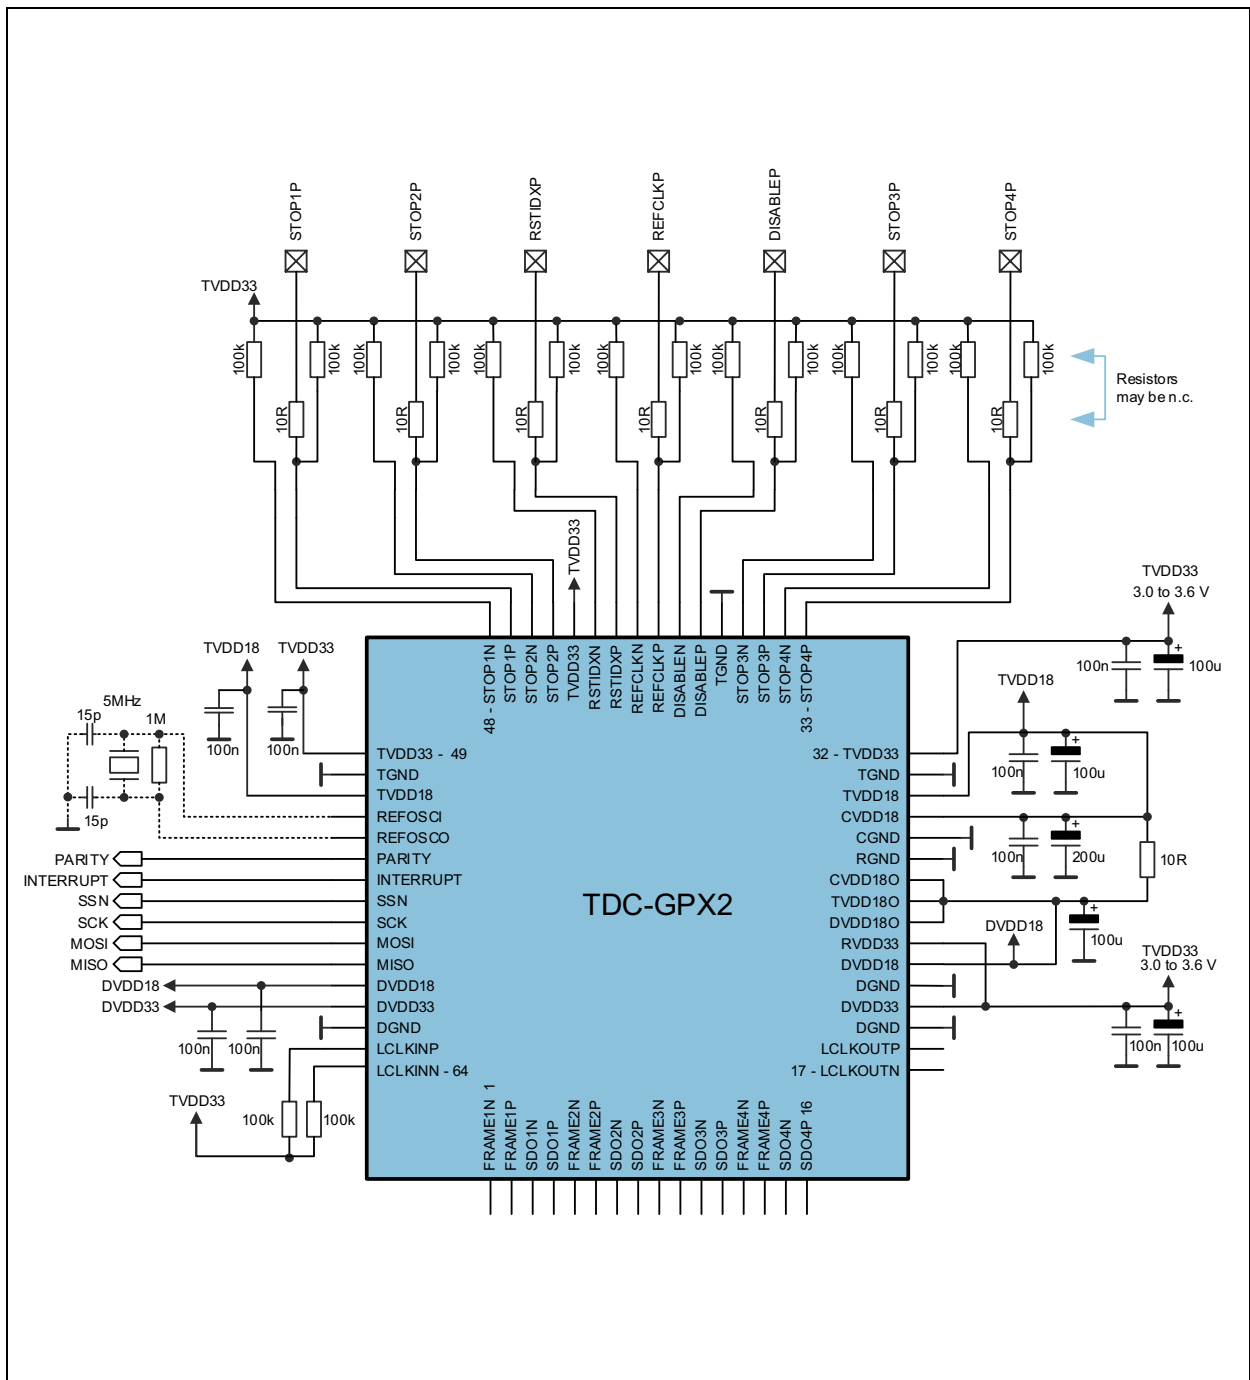 STOP1P
STOP2P
RSTIDXP
REFCLKP
DISABLEP
STOP3P
STOP4P
TVDD33
100k
100k
100k
100k
100k
100k
100k
100k
100k
100k
100k
100k
100k
100k
Resistors
may be n.c.
10R
10R
10R
10R
10R
10R
10R
TVDD33
TVDD33
3.0 to 3.6 V
100n
+
100u
48 - STOP1N
STOP1P
STOP2N
STOP2P
TVDD33
RSTIDXN
RSTIDXP
REFCLKN
REFCLKP
DISABLEN
DISABLEP
TGND
STOP3N
STOP3P
STOP4N
33 - STOP4P
TVDD18
TVDD33
100n
100n
5MHz
15p
1M
15p
TVDD33 - 49
TGND
TVDD18
REFOSCI
REFOSCO
PARITY
INTERRUPT
SSN
SCK
MOSI
MISO
DVDD18
DVDD33
DGND
LCLKINP
LCLKINN - 64
PARITY
INTERRUPT
SSN
SCK
MOSI
MISO
DVDD18
DVDD33
100n
100n
TVDD33
100k
100k
TDC-GPX2
32 - TVDD33
TGND
TVDD18
CVDD18
CGND
RGND
CVDD18O
TVDD18O
DVDD18O
RVDD33
DVDD18
DGND
DVDD33
DGND
LCLKOUTP
17 - LCLKOUTN
TVDD18
100n
+
100u
100n
+
200u
10R
DVDD18
+
100u
TVDD33
3.0 to 3.6 V
100n
+
100u
FRAME1N 1
FRAME1P
SDO1N
SDO1P
FRAME2N
FRAME2P
SDO2N
SDO2P
FRAME3N
FRAME3P
SDO3N
SDO3P
FRAME4N
FRAME4P
SDO4N
SDO4P 16